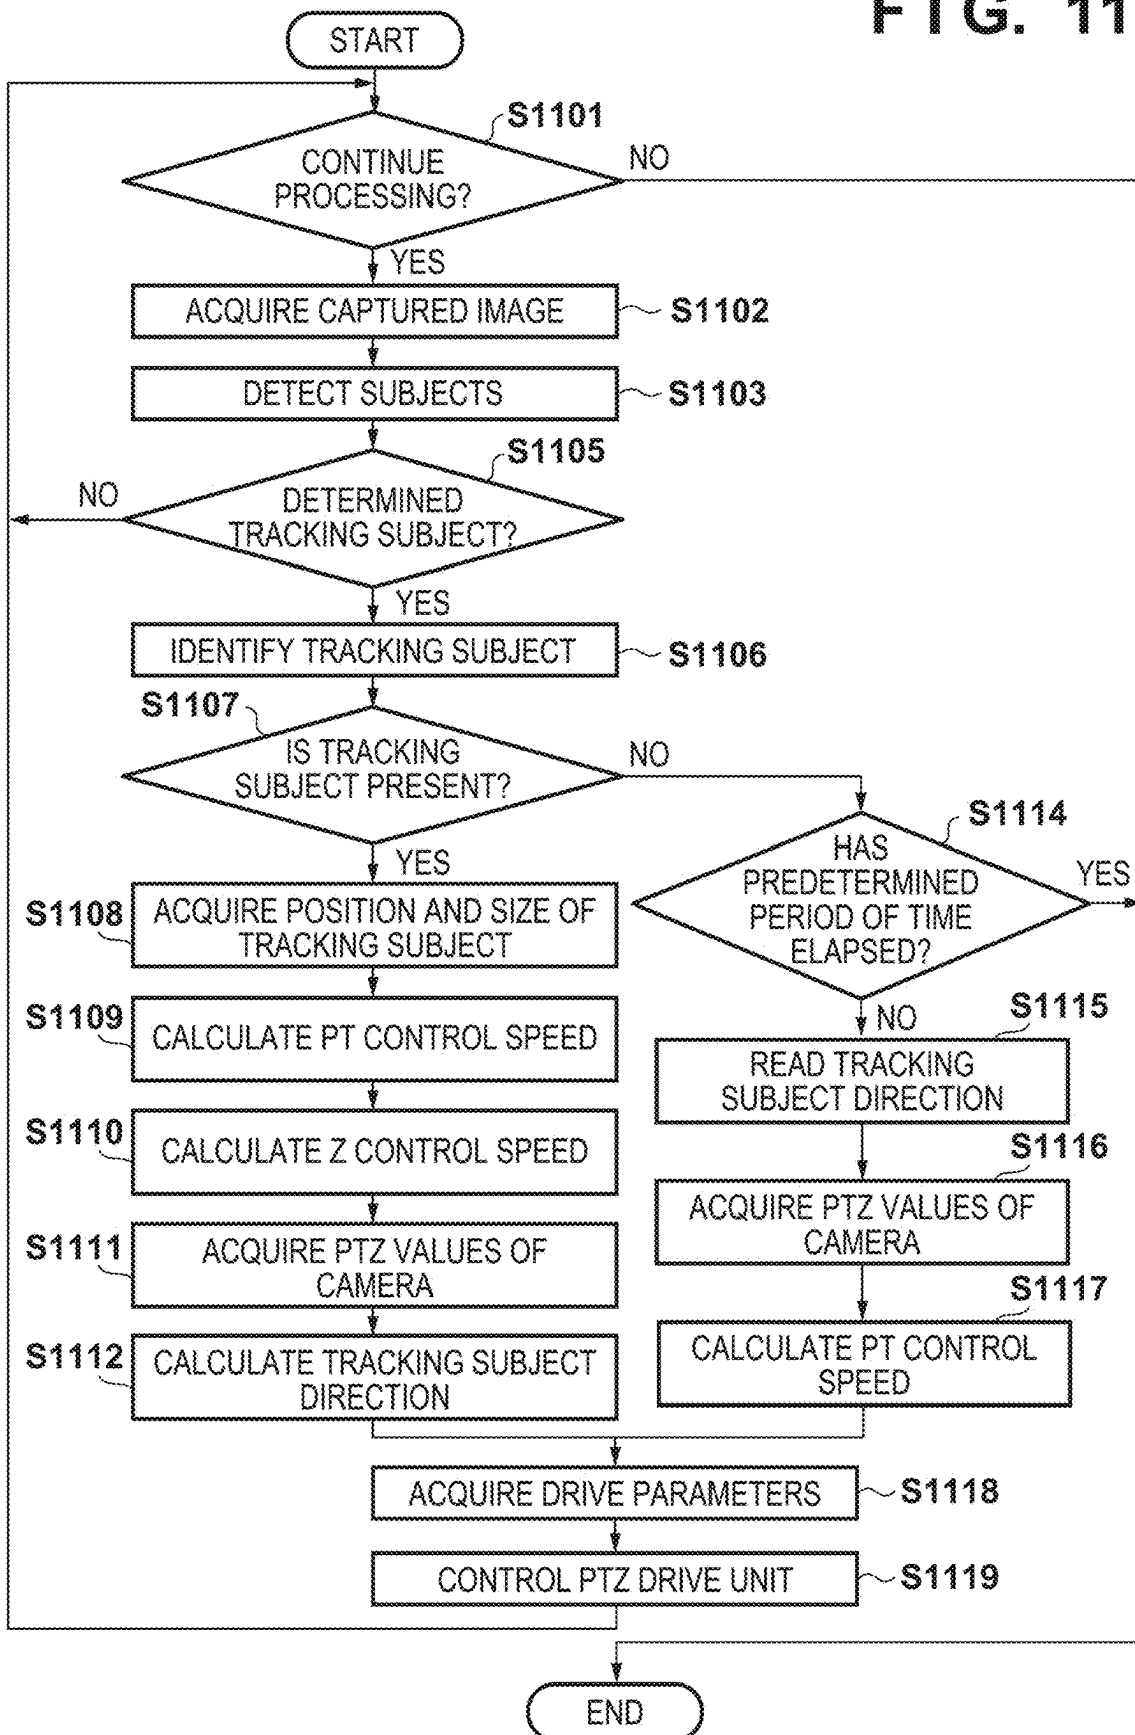 FIG. 11
START
S1101
CONTINUE
PROCESSING?
NO
YES
ACQUIRE CAPTURED IMAGE
S1102
DETECT SUBJECTS
S1103
S1105
DETERMINED
TRACKING SUBJECT?
NO
YES
IDENTIFY TRACKING SUBJECT
S1106
S1107
IS TRACKING
SUBJECT PRESENT?
NO
YES
S1108
ACQUIRE POSITION AND SIZE OF
TRACKING SUBJECT
S1109
CALCULATE PT CONTROL SPEED
S1110
CALCULATE Z CONTROL SPEED
S1111
ACQUIRE PTZ VALUES OF
CAMERA
S1112
CALCULATE TRACKING SUBJECT
DIRECTION
S1114
HAS
PREDETERMINED
PERIOD OF TIME
ELAPSED?
YES
NO
S1115
READ TRACKING
SUBJECT DIRECTION
S1116
ACQUIRE PTZ VALUES OF
CAMERA
S1117
CALCULATE PT CONTROL
SPEED
ACQUIRE DRIVE PARAMETERS
S1118
CONTROL PTZ DRIVE UNIT
S1119
END